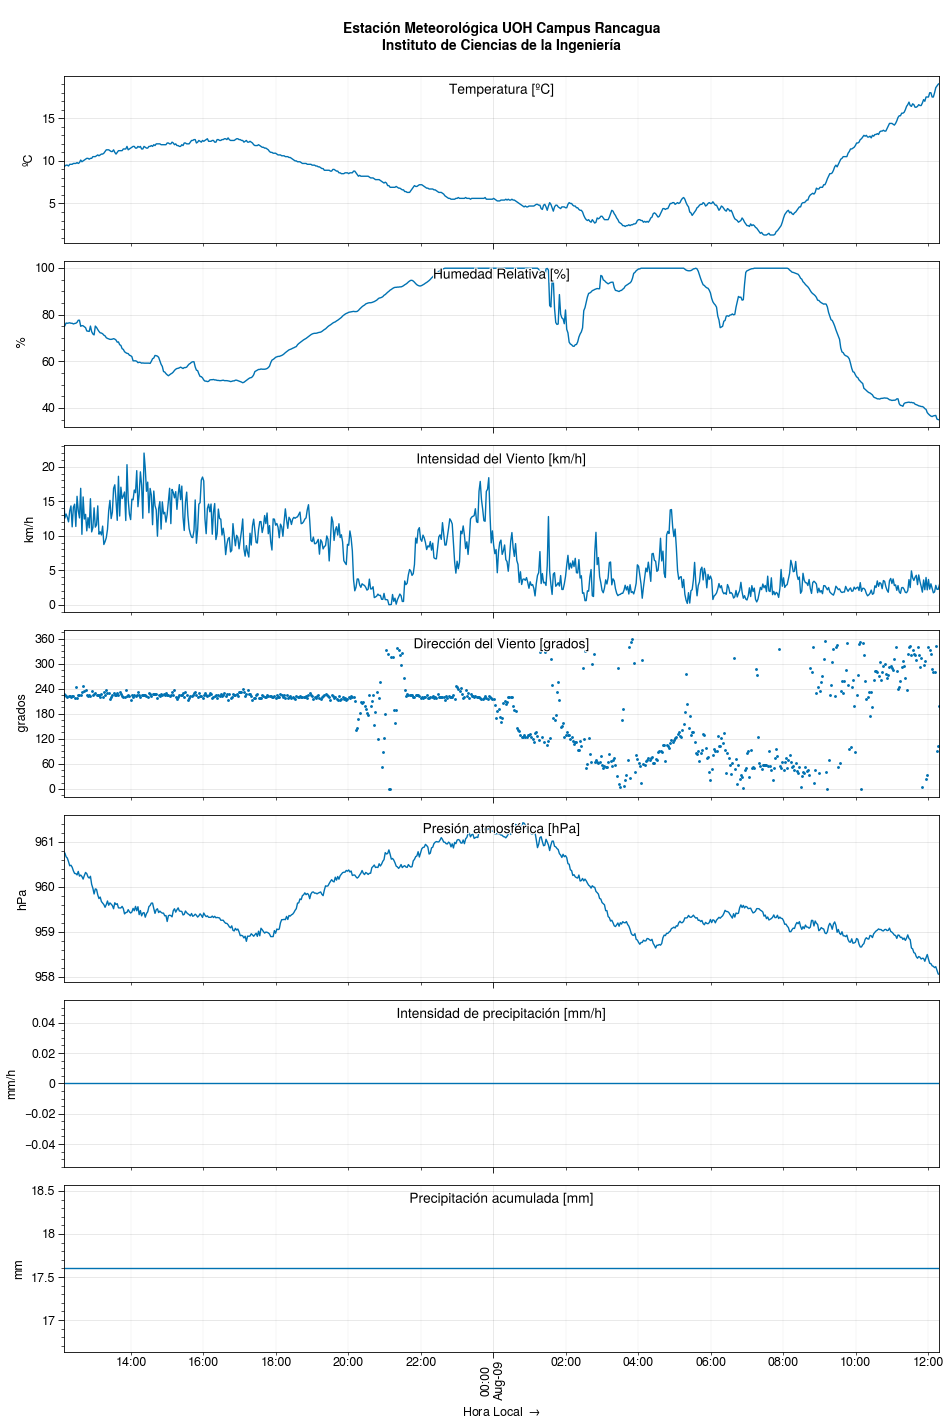 Estación Meteorológica UOH Campus Rancagua
Instituto de Ciencias de la Ingeniería
Temperatura [ºC]
15
10
5
ºC
Humedad Relativa [%]
100
80
60
40
%
Intensidad del Viento [km/h]
20
15
10
5
0
km/h
Dirección del Viento [grados]
360
300
240
180
120
60
0
grados
Presión atmosférica [hPa]
961
960
959
958
hPa
Intensidad de precipitación [mm/h]
0.04
0.02
0
−0.02
−0.04
mm/h
Precipitación acumulada [mm]
18.5
18
17.5
17
mm
14:00
16:00
18:00
20:00
22:00
00:00
Aug-09
02:00
04:00
06:00
08:00
10:00
12:00
Hora Local →